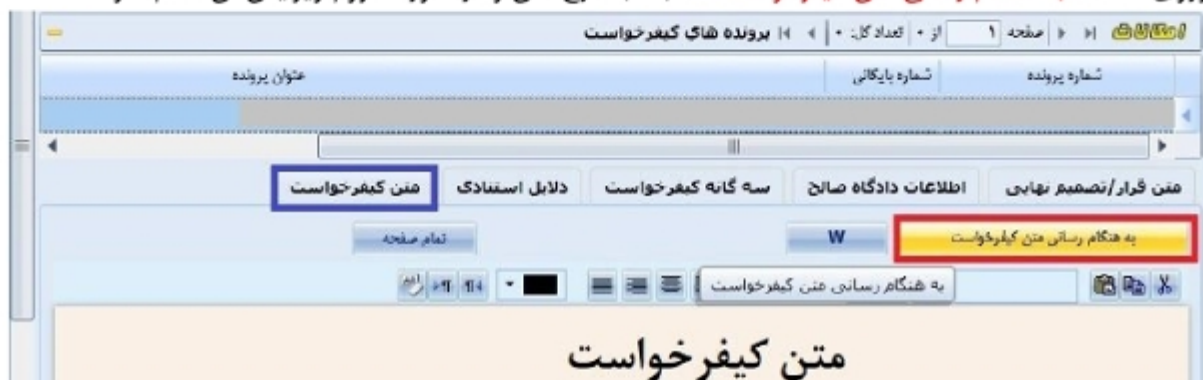 امکانات صفحه ۱ از ۰ تعداد کل: ۰ پرونده های کیفرخواست
شماره پرونده شماره بایگانی عنوان پرونده
متن قرار/تصمیم نهایی اطلاعات دادگاه صالح سه گانه کیفرخواست دلایل استنادی متن کیفرخواست
به هنگام رسانی متن کیفرخواست W تمام صفحه
به هنگام رسانی متن کیفرخواست
متن کیفرخواست